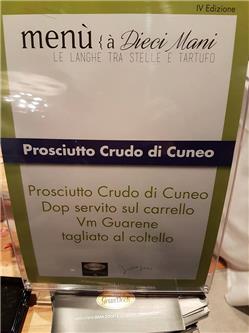 IV Edizione
menù { à Dieci Mani
LE LANGHE TRA STELLE E TARTUFO
Prosciutto Crudo di Cuneo
Prosciutto Crudo di Cuneo
Dop servito sul carrello
Vm Guarene
tagliato al coltello